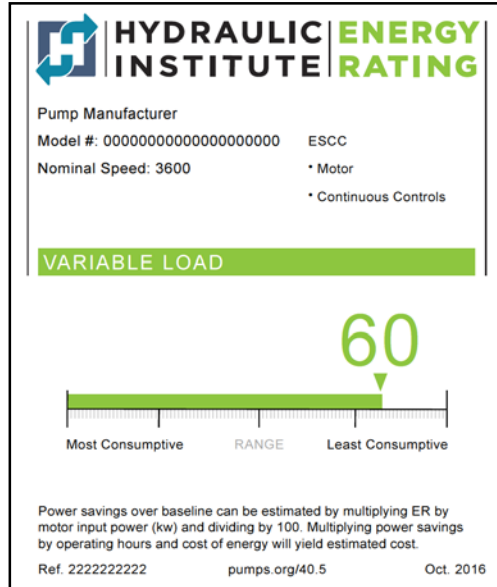 HYDRAULIC ENERGY
INSTITUTE RATING
Pump Manufacturer
Model #: 00000000000000000000 ESCC
Nominal Speed: 3600 * Motor
* Continuous Controls
VARIABLE LOAD
60
Most Consumptive RANGE Least Consumptive
Power savings over baseline can be estimated by multiplying ER by
motor input power (kw) and dividing by 100. Multiplying power savings
by operating hours and cost of energy will yield estimated cost.
Ref. 2222222222 pumps.org/40.5 Oct. 2016